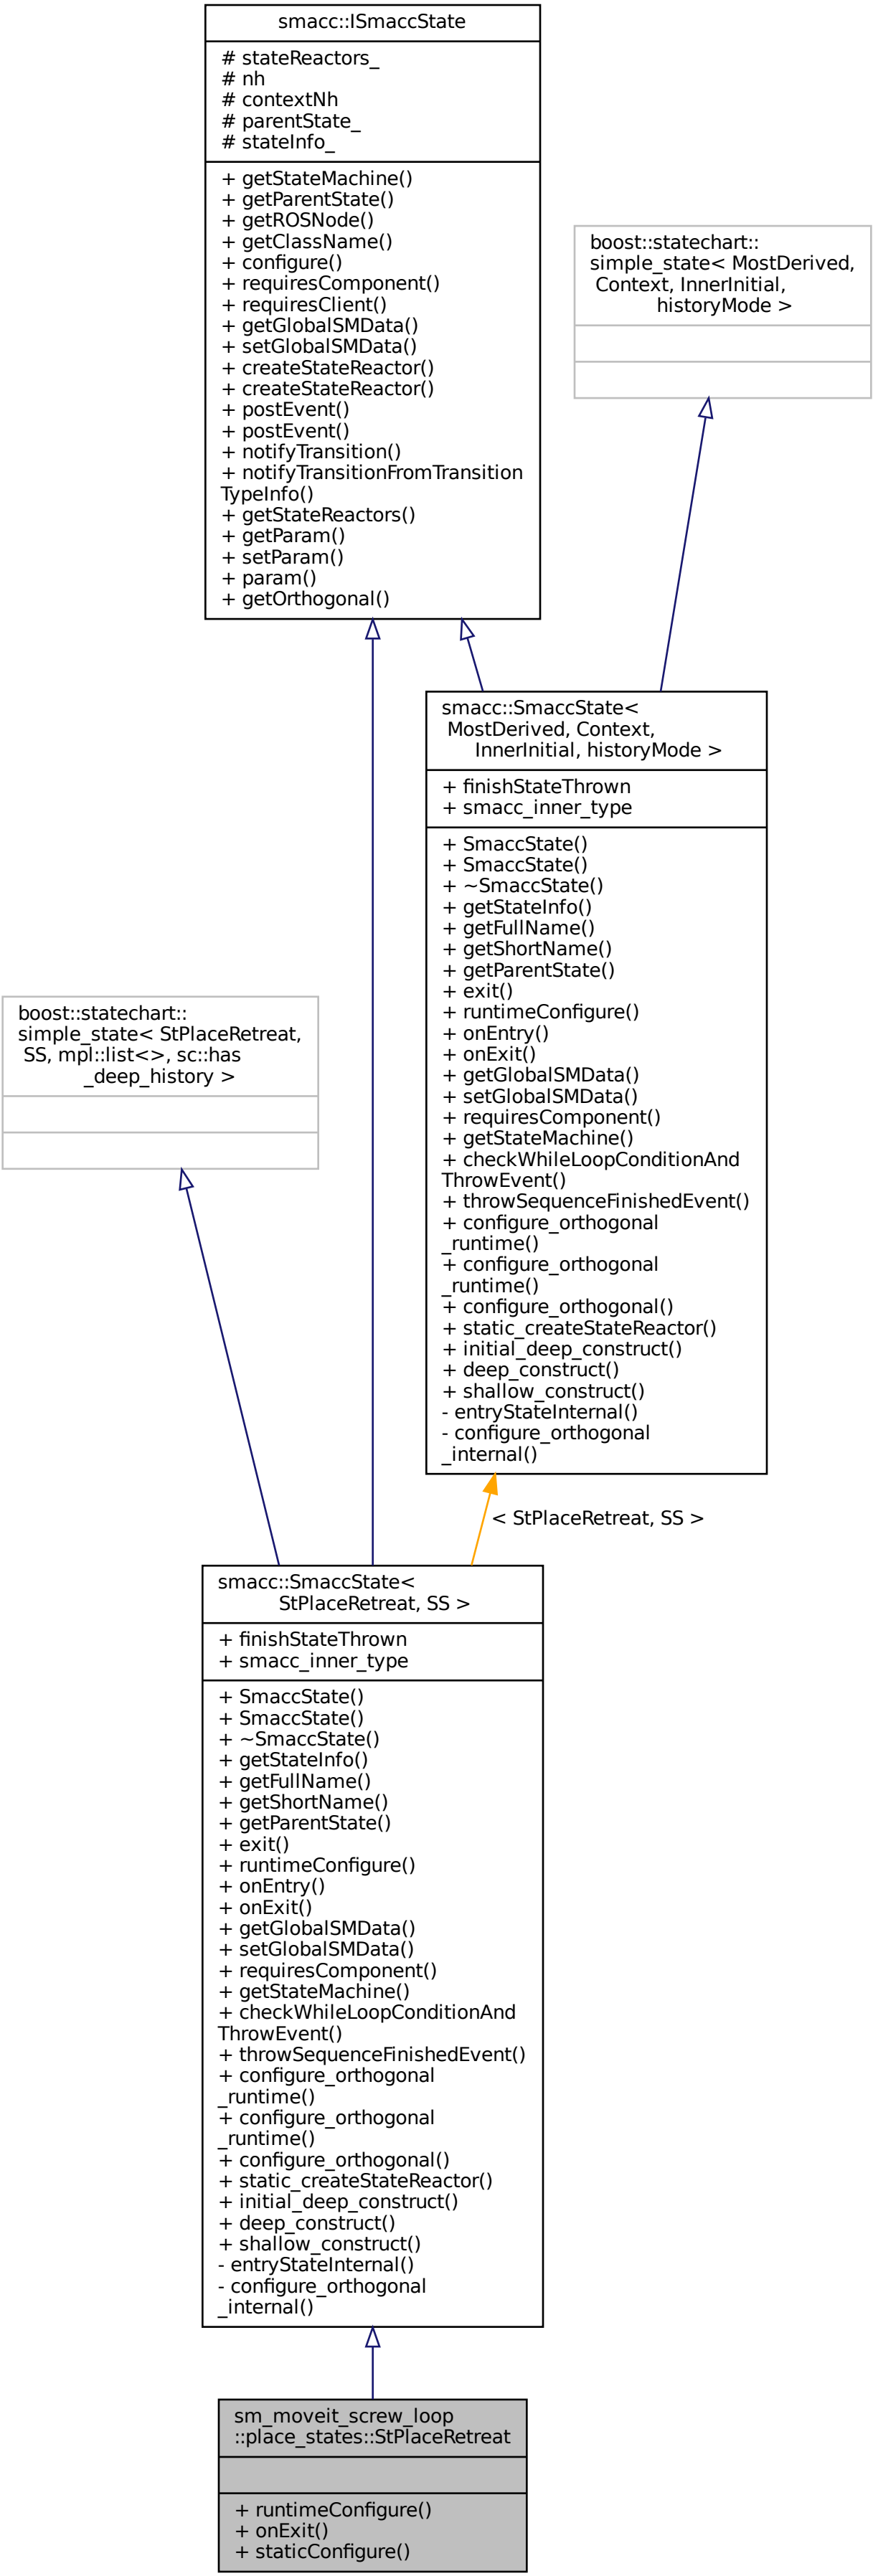 smacc::ISmaccState
# stateReactors_
# nh
# contextNh
# parentState_
# stateInfo_
+ getStateMachine()
+ getParentState()
+ getROSNode()
+ getClassName()
+ configure()
+ requiresComponent()
+ requiresClient()
+ getGlobalSMData()
+ setGlobalSMData()
+ createStateReactor()
+ createStateReactor()
+ postEvent()
+ postEvent()
+ notifyTransition()
+ notifyTransitionFromTransition
TypeInfo()
+ getStateReactors()
+ getParam()
+ setParam()
+ param()
+ getOrthogonal()
boost::statechart::
simple_state< MostDerived,
Context, InnerInitial,
historyMode >
smacc::SmaccState<
MostDerived, Context,
InnerInitial, historyMode >
+ finishStateThrown
+ smacc_inner_type
+ SmaccState()
+ SmaccState()
+ ~SmaccState()
+ getStateInfo()
+ getFullName()
+ getShortName()
+ getParentState()
+ exit()
+ runtimeConfigure()
+ onEntry()
+ onExit()
+ getGlobalSMData()
+ setGlobalSMData()
+ requiresComponent()
+ getStateMachine()
+ checkWhileLoopConditionAnd
ThrowEvent()
+ throwSequenceFinishedEvent()
+ configure_orthogonal
_runtime()
+ configure_orthogonal
_runtime()
+ configure_orthogonal()
+ static_createStateReactor()
+ initial_deep_construct()
+ deep_construct()
+ shallow_construct()
- entryStateInternal()
- configure_orthogonal
_internal()
boost::statechart::
simple_state< StPlaceRetreat,
SS, mpl::list<>, sc::has
_deep_history >
< StPlaceRetreat, SS >
smacc::SmaccState<
StPlaceRetreat, SS >
+ finishStateThrown
+ smacc_inner_type
+ SmaccState()
+ SmaccState()
+ ~SmaccState()
+ getStateInfo()
+ getFullName()
+ getShortName()
+ getParentState()
+ exit()
+ runtimeConfigure()
+ onEntry()
+ onExit()
+ getGlobalSMData()
+ setGlobalSMData()
+ requiresComponent()
+ getStateMachine()
+ checkWhileLoopConditionAnd
ThrowEvent()
+ throwSequenceFinishedEvent()
+ configure_orthogonal
_runtime()
+ configure_orthogonal
_runtime()
+ configure_orthogonal()
+ static_createStateReactor()
+ initial_deep_construct()
+ deep_construct()
+ shallow_construct()
- entryStateInternal()
- configure_orthogonal
_internal()
sm_moveit_screw_loop
::place_states::StPlaceRetreat
+ runtimeConfigure()
+ onExit()
+ staticConfigure()